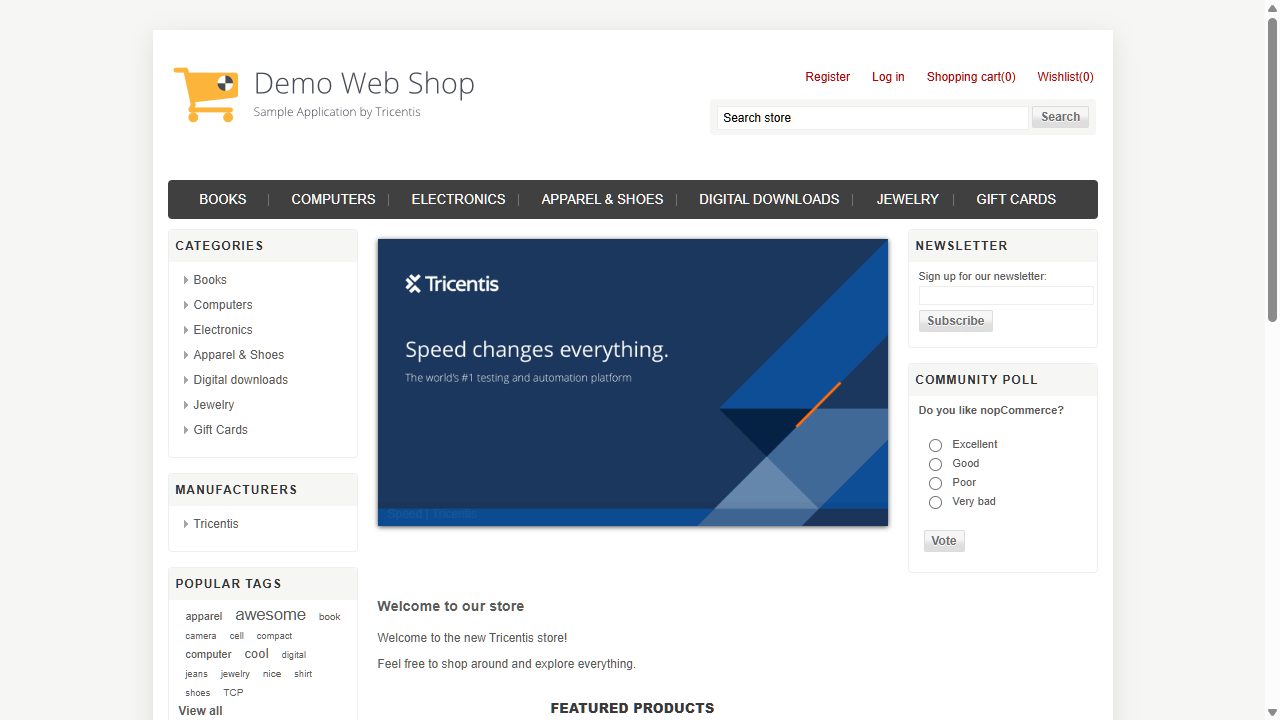 Demo Web Shop
Sample Application by Tricentis
Register
Log in
Shopping cart(0)
Wishlist(0)
Search store
Search
BOOKS
COMPUTERS
ELECTRONICS
APPAREL & SHOES
DIGITAL DOWNLOADS
JEWELRY
GIFT CARDS
CATEGORIES
Books
Computers
Electronics
Apparel & Shoes
Digital downloads
Jewelry
Gift Cards
MANUFACTURERS
Tricentis
POPULAR TAGS
apparel awesome book
camera cell compact
computer cool digital
jeans jewelry nice shirt
shoes TCP
View all
Tricentis
Speed changes everything.
The world's #1 testing and automation platform
Speed | Tricentis
Welcome to our store
Welcome to the new Tricentis store!
Feel free to shop around and explore everything.
FEATURED PRODUCTS
NEWSLETTER
Sign up for our newsletter:
Subscribe
COMMUNITY POLL
Do you like nopCommerce?
Excellent
Good
Poor
Very bad
Vote